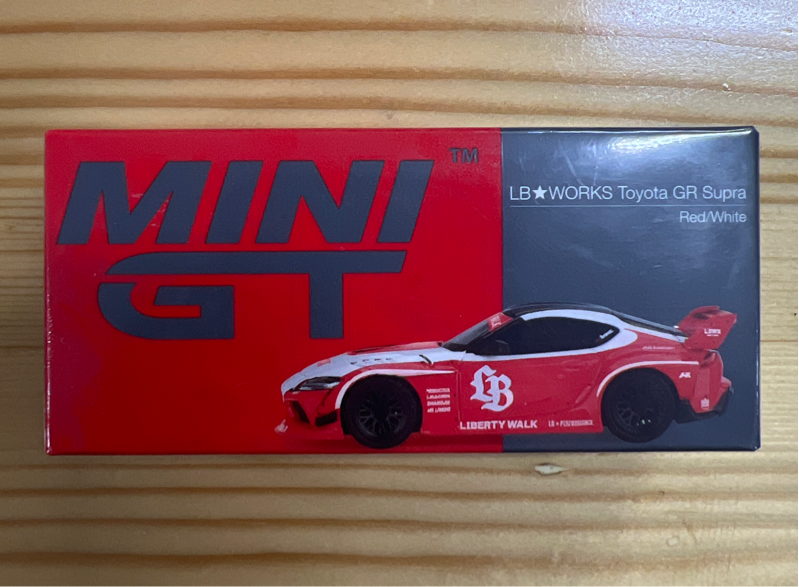 MINI
GT
TM
LB★WORKS Toyota GR Supra
Red/White
LB
LIBERTY WALK